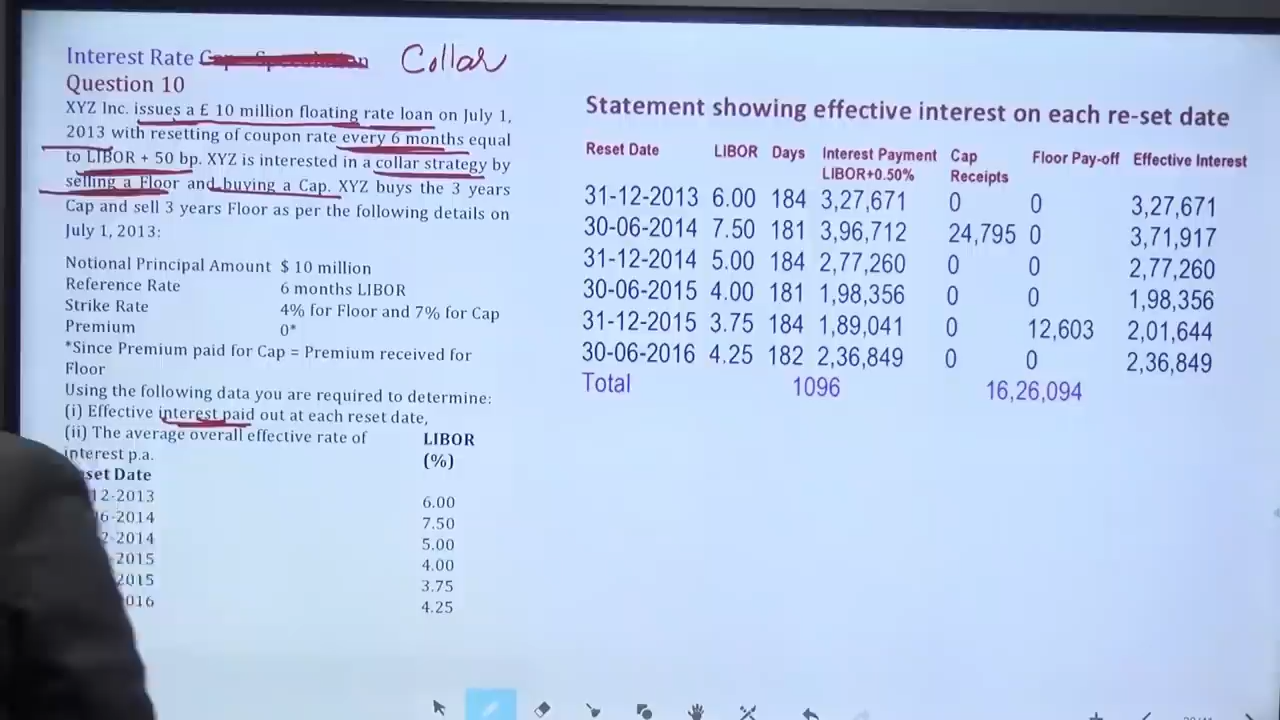 Interest Rate Collar
Question 10
XYZ Inc. issues a £ 10 million floating rate loan on July 1,
2013 with resetting of coupon rate every 6 months equal
to LIBOR + 50 bp. XYZ is interested in a collar strategy by
selling a Floor and buying a Cap. XYZ buys the 3 years
Cap and sell 3 years Floor as per the following details on
July 1, 2013:
Notional Principal Amount $ 10 million
Reference Rate 6 months LIBOR
Strike Rate 4% for Floor and 7% for Cap
Premium 0*
*Since Premium paid for Cap = Premium received for
Floor
Using the following data you are required to determine:
(i) Effective interest paid out at each reset date,
(ii) The average overall effective rate of
interest p.a.
set Date LIBOR
(%)
12-2013 6.00
6-2014 7.50
2-2014 5.00
2015 4.00
2015 3.75
016 4.25
Statement showing effective interest on each re-set date
Reset Date LIBOR Days Interest Payment Cap Floor Pay-off Effective Interest
LIBOR+0.50% Receipts
31-12-2013 6.00 184 3,27,671 0 0 3,27,671
30-06-2014 7.50 181 3,96,712 24,795 0 3,71,917
31-12-2014 5.00 184 2,77,260 0 0 2,77,260
30-06-2015 4.00 181 1,98,356 0 0 1,98,356
31-12-2015 3.75 184 1,89,041 0 12,603 2,01,644
30-06-2016 4.25 182 2,36,849 0 0 2,36,849
Total 1096 16,26,094